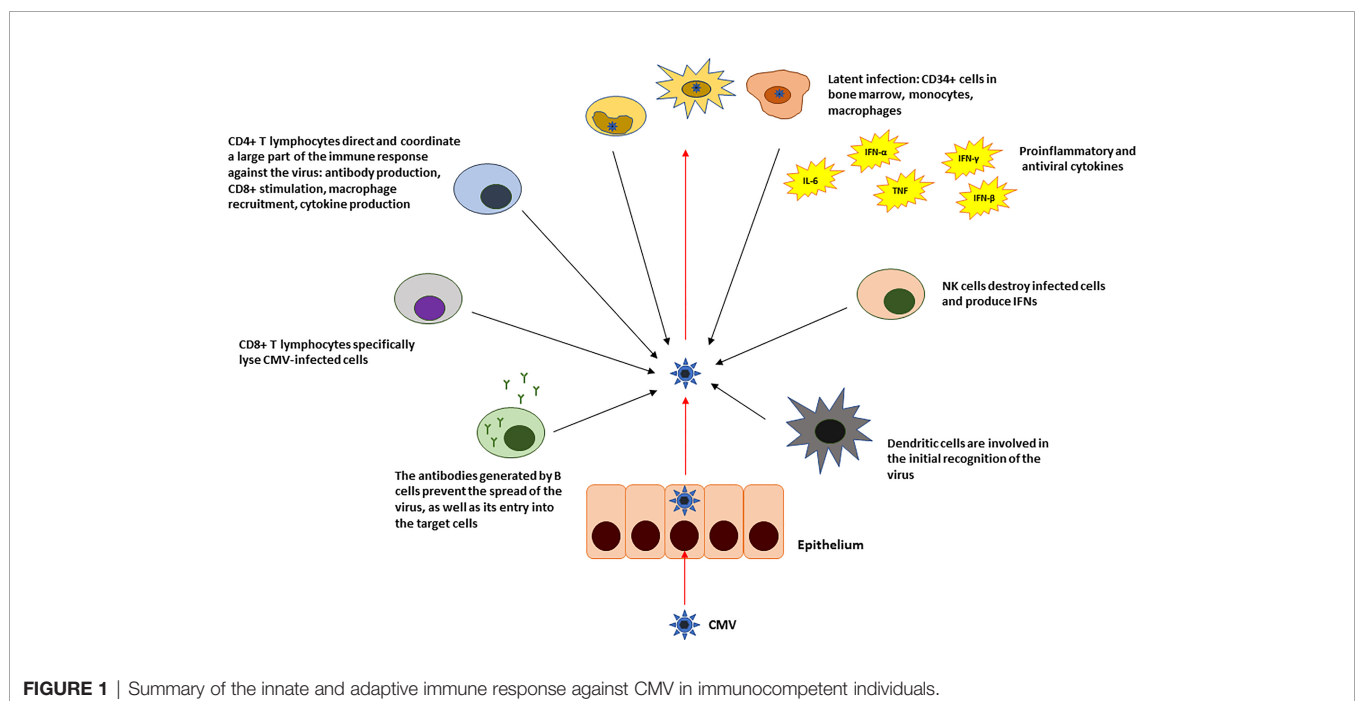 Latent infection: CD34+ cells in
bone marrow, monocytes,
macrophages
CD4+ T lymphocytes direct and coordinate
a large part of the immune response
against the virus: antibody production,
CD8+ stimulation, macrophage
recruitment, cytokine production
IFN-α
IFN-γ
IL-6
TNF
IFN-β
Proinflammatory and
antiviral cytokines
NK cells destroy infected cells
and produce IFNs
CD8+ T lymphocytes specifically
lyse CMV-infected cells
Dendritic cells are involved in
the initial recognition of the
virus
The antibodies generated by B
cells prevent the spread of the
virus, as well as its entry into
the target cells
Epithelium
CMV
FIGURE 1 | Summary of the innate and adaptive immune response against CMV in immunocompetent individuals.